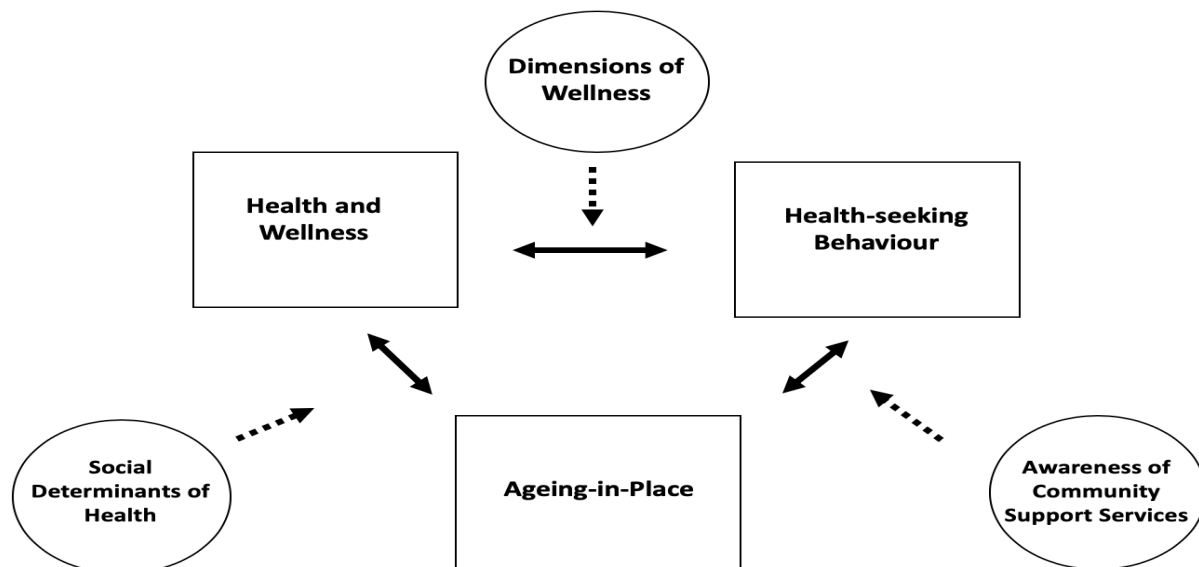 Dimensions of
Wellness
Health and
Wellness
Health-seeking
Behaviour
Social
Determinants of
Health
Ageing-in-Place
Awareness of
Community
Support Services